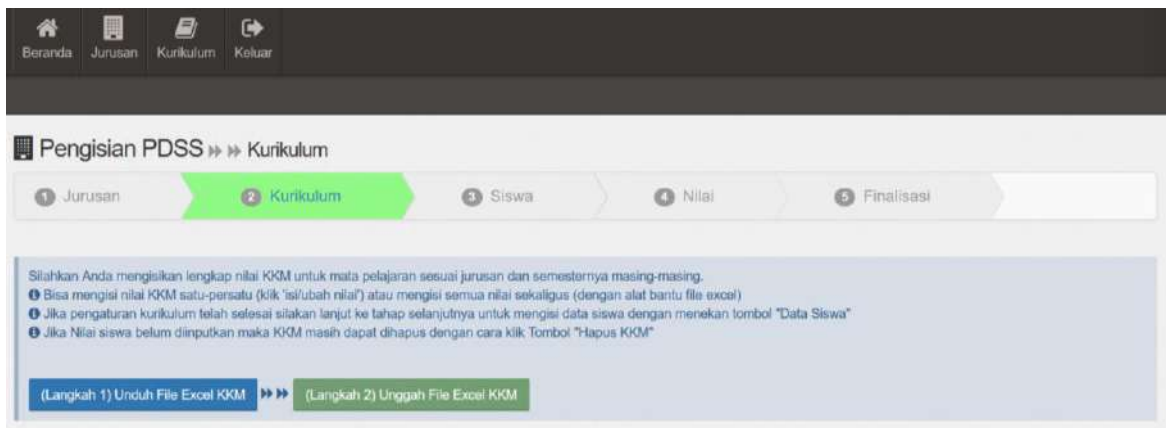 Beranda Jurusan Kurikulum Keluar
Pengisian PDSS Kurikulum
1 Jurusan 2 Kurikulum 3 Siswa 4 Nilai 5 Finalisasi
Silahkan Anda mengisikan lengkap nilai KKM untuk mata pelajaran sesuai jurusan dan semesternya masing-masing.
Bisa mengisi nilai KKM satu-persatu (klik 'isi/ubah nilai') atau mengisi semua nilai sekaligus (dengan alat bantu file excel)
Jika pengaturan kurikulum telah selesai silakan lanjut ke tahap selanjutnya untuk mengisi data siswa dengan menekan tombol "Data Siswa"
Jika Nilai siswa belum diinputkan maka KKM masih dapat dihapus dengan cara klik Tombol "Hapus KKM"
(Langkah 1) Unduh File Excel KKM (Langkah 2) Unggah File Excel KKM